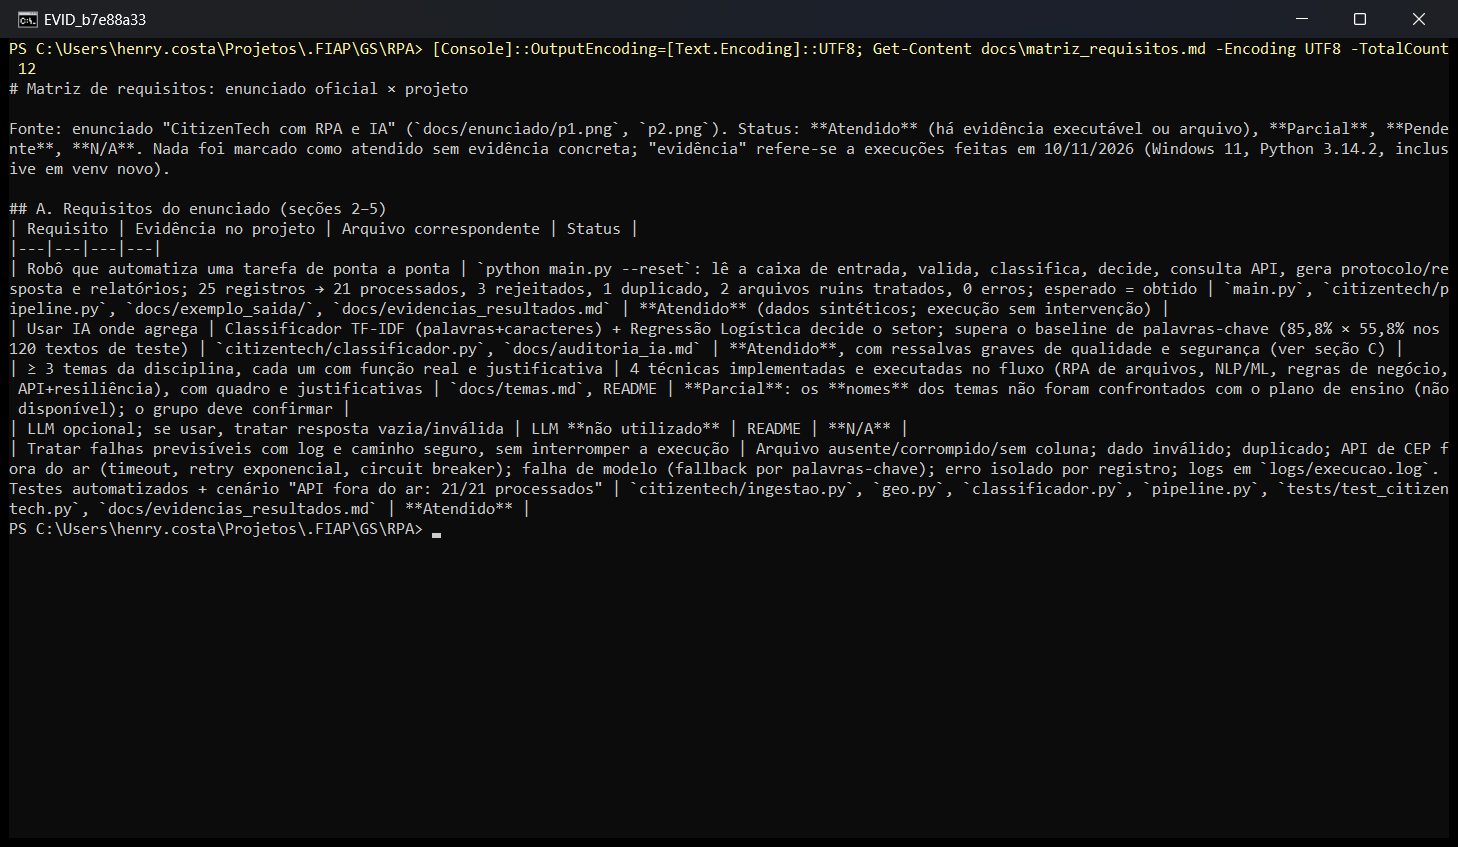 EVID_b7e88a33
PS C:\Users\henry.costa\Projetos\.FIAP\GS\RPA> [Console]::OutputEncoding=[Text.Encoding]::UTF8; Get-Content docs\matriz_requisitos.md -Encoding UTF8 -TotalCount
12
# Matriz de requisitos: enunciado oficial × projeto
Fonte: enunciado "CitizenTech com RPA e IA" (`docs/enunciado/p1.png`, `p2.png`). Status: **Atendido** (há evidência executável ou arquivo), **Parcial**, **Pende
nte**, **N/A**. Nada foi marcado como atendido sem evidência concreta; "evidência" refere-se a execuções feitas em 10/11/2026 (Windows 11, Python 3.14.2, inclus
ive em venv novo).
## A. Requisitos do enunciado (seções 2–5)
| Requisito | Evidência no projeto | Arquivo correspondente | Status |
|---|---|---|---|
| Robô que automatiza uma tarefa de ponta a ponta | `python main.py --reset`: lê a caixa de entrada, valida, classifica, decide, consulta API, gera protocolo/re
sposta e relatórios; 25 registros → 21 processados, 3 rejeitados, 1 duplicado, 2 arquivos ruins tratados, 0 erros; esperado = obtido | `main.py`, `citizentech/p
ipeline.py`, `docs/exemplo_saida/`, `docs/evidencias_resultados.md` | **Atendido** (dados sintéticos; execução sem intervenção) |
| Usar IA onde agrega | Classificador TF-IDF (palavras+caracteres) + Regressão Logística decide o setor; supera o baseline de palavras-chave (85,8% × 55,8% nos
120 textos de teste) | `citizentech/classificador.py`, `docs/auditoria_ia.md` | **Atendido**, com ressalvas graves de qualidade e segurança (ver seção C) |
| ≥ 3 temas da disciplina, cada um com função real e justificativa | 4 técnicas implementadas e executadas no fluxo (RPA de arquivos, NLP/ML, regras de negócio,
API+resiliência), com quadro e justificativas | `docs/temas.md`, README | **Parcial**: os **nomes** dos temas não foram confrontados com o plano de ensino (não
disponível); o grupo deve confirmar |
| LLM opcional; se usar, tratar resposta vazia/inválida | LLM **não utilizado** | README | **N/A** |
| Tratar falhas previsíveis com log e caminho seguro, sem interromper a execução | Arquivo ausente/corrompido/sem coluna; dado inválido; duplicado; API de CEP f
ora do ar (timeout, retry exponencial, circuit breaker); falha de modelo (fallback por palavras-chave); erro isolado por registro; logs em `logs/execucao.log`.
Testes automatizados + cenário "API fora do ar: 21/21 processados" | `citizentech/ingestao.py`, `geo.py`, `classificador.py`, `pipeline.py`, `tests/test_citizen
tech.py`, `docs/evidencias_resultados.md` | **Atendido** |
PS C:\Users\henry.costa\Projetos\.FIAP\GS\RPA>